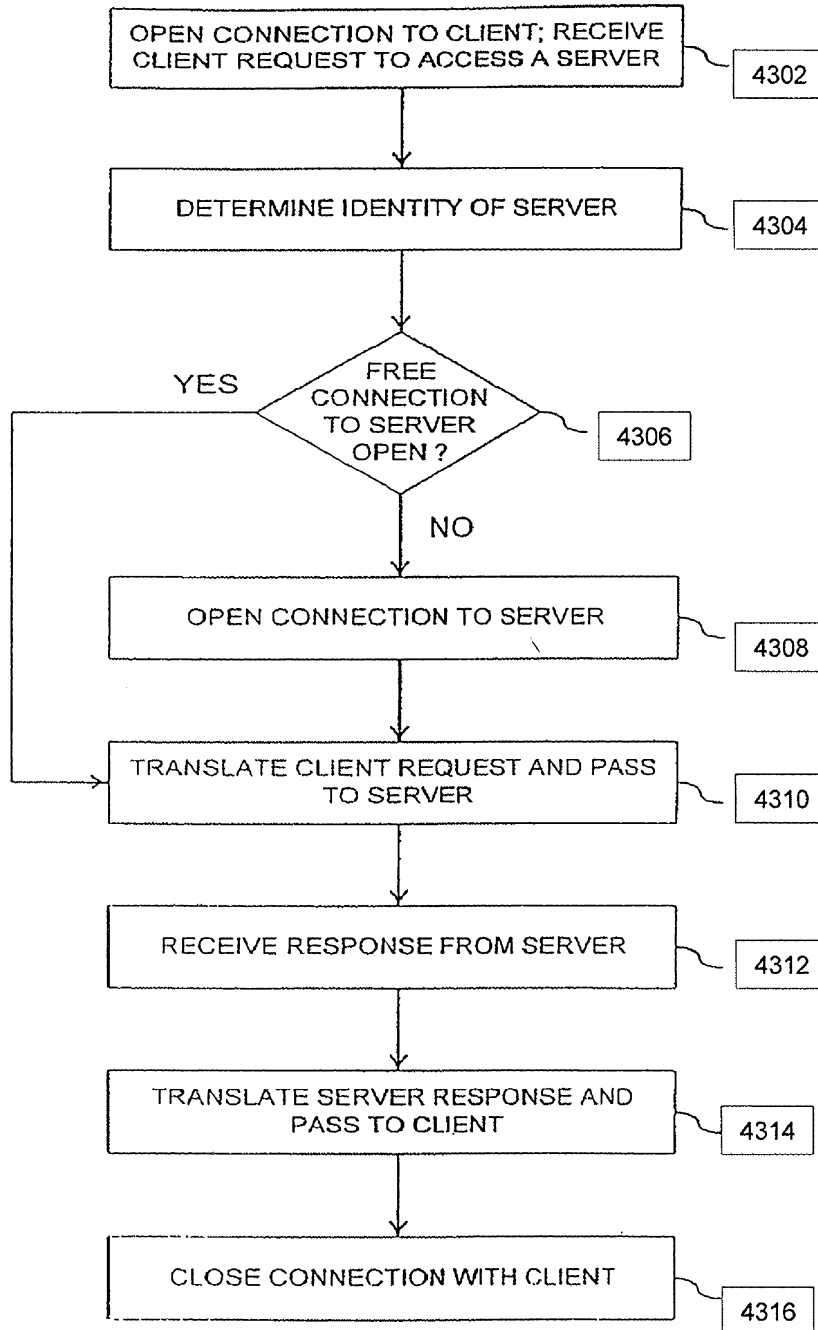 OPEN CONNECTION TO CLIENT; RECEIVE
CLIENT REQUEST TO ACCESS A SERVER
4302
DETERMINE IDENTITY OF SERVER
4304
YES
FREE
CONNECTION
TO SERVER
OPEN ?
4306
NO
OPEN CONNECTION TO SERVER
4308
TRANSLATE CLIENT REQUEST AND PASS
TO SERVER
4310
RECEIVE RESPONSE FROM SERVER
4312
TRANSLATE SERVER RESPONSE AND
PASS TO CLIENT
4314
CLOSE CONNECTION WITH CLIENT
4316